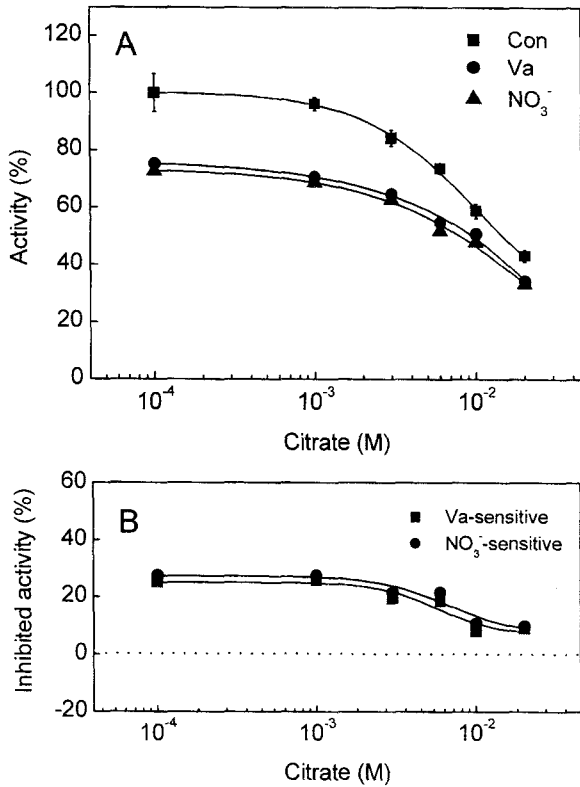 A
Con
Va
NO₃⁻
120
100
80
60
40
20
0
Activity (%)
10⁻⁴
10⁻³
10⁻²
Citrate (M)
B
Va-sensitive
NO₃⁻-sensitive
60
40
20
0
-20
Inhibited activity (%)
10⁻⁴
10⁻³
10⁻²
Citrate (M)